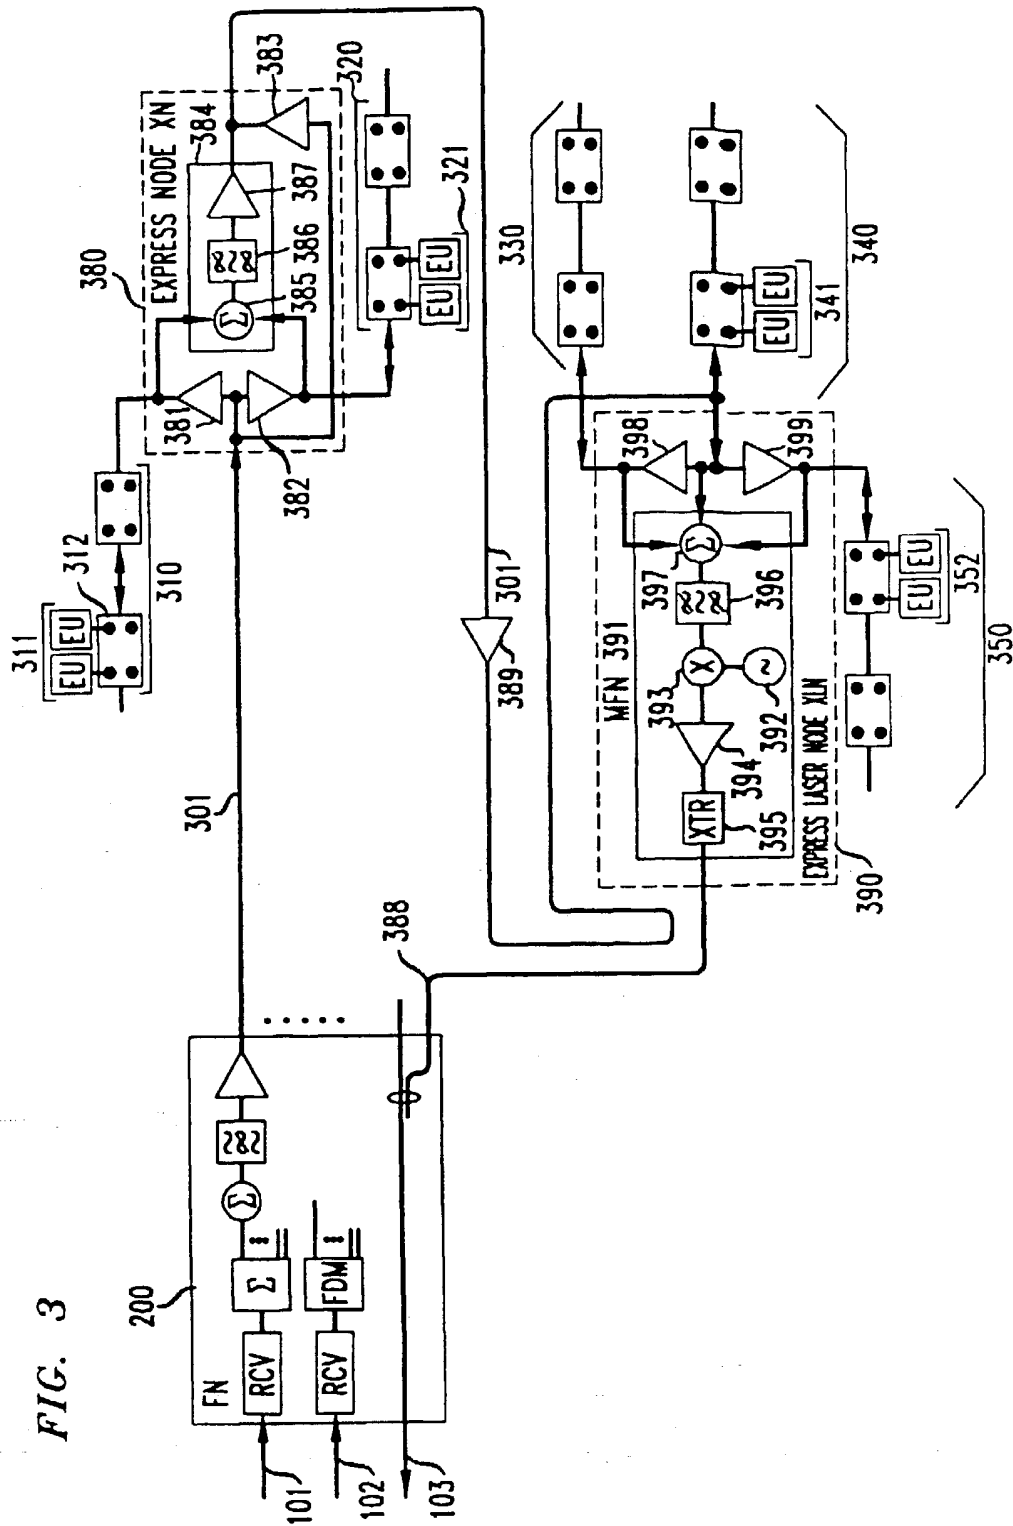 FIG. 3
200
FN
RCV
Σ
Σ
RCV
FDM
101
102
103
301
388
311
EU
EU
312
310
380
EXPRESS NODE XN
381
382
384
385
386
387
Σ
383
320
EU
EU
321
301
389
330
EU
EU
341
340
MFN 391
XTR
395
394
X
393
~
392
396
Σ
397
398
399
EXPRESS LASER NODE XLN
390
EU
EU
352
350